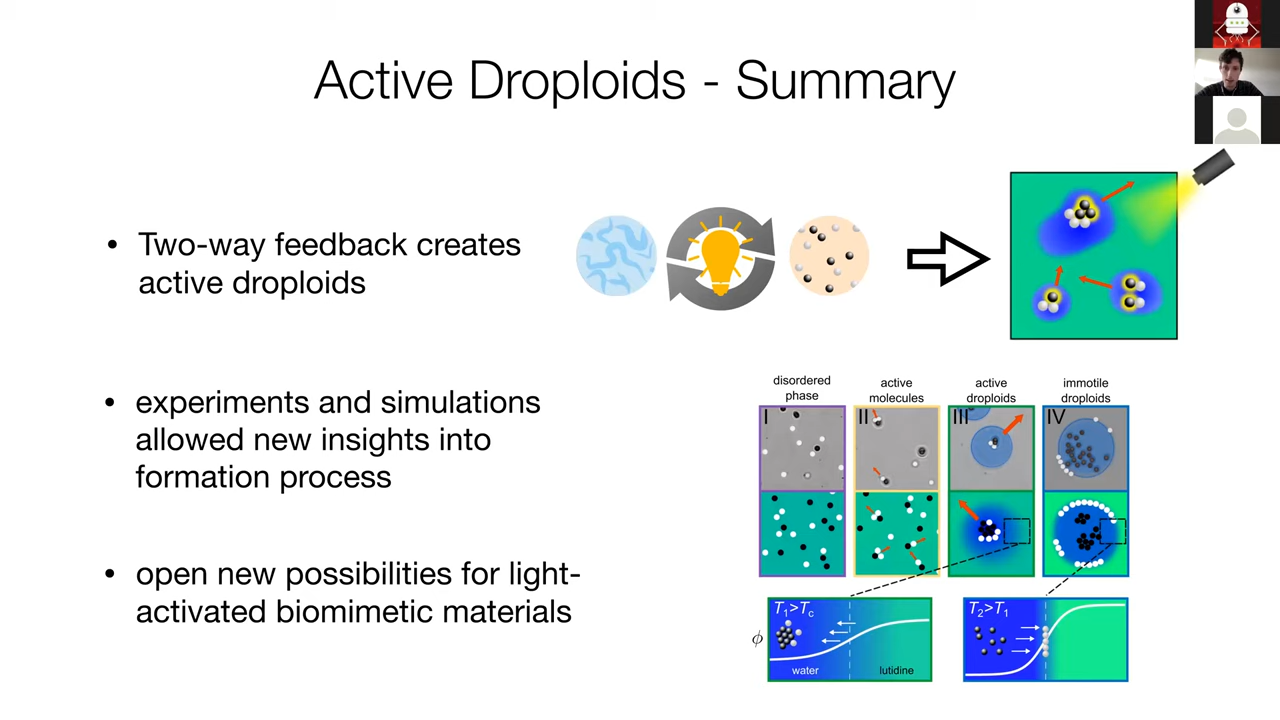 Active Droploids - Summary
• Two-way feedback creates
active droploids
• experiments and simulations
allowed new insights into
formation process
• open new possibilities for light-
activated biomimetic materials
disordered
phase
active
molecules
active
droploids
immotile
droploids
I
II
III
IV
T₁>Tc
T₂>T₁
ϕ
water
lutidine